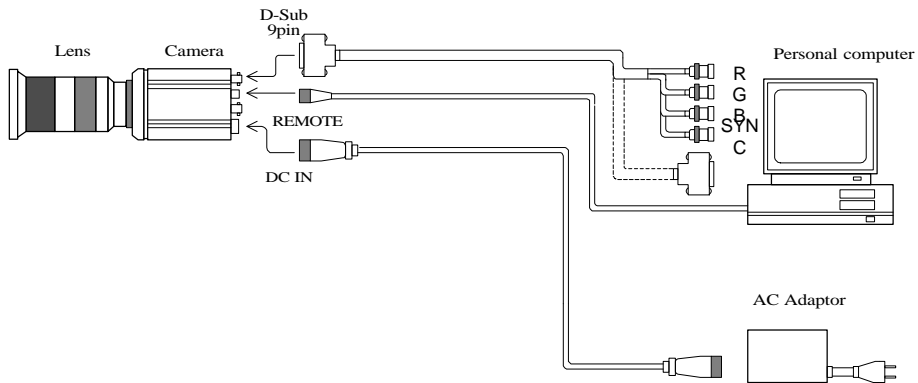 D-Sub
9pin
Lens
Camera
Personal computer
R
G
B
SYN
C
REMOTE
DC IN
AC Adaptor